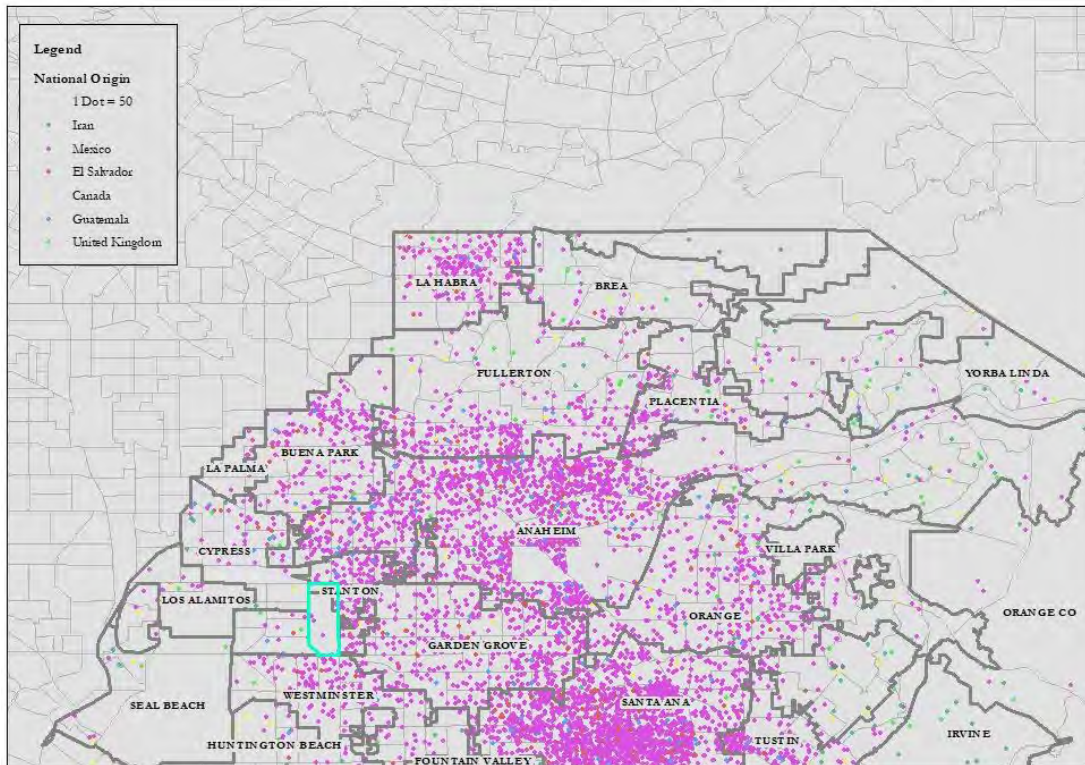 Legend
National Origin
1 Dot = 50
Iran
Mexico
El Salvador
Canada
Guatemala
United Kingdom
LA HABRA
BREA
FULLERTON
YORBA LINDA
PLACENTIA
BUENA PARK
LA PALMA
ANAHEIM
CYPRESS
VILLA PARK
STANTON
LOS ALAMITOS
ORANGE CO
ORANGE
GARDEN GROVE
WESTMINSTER
SANTA ANA
SEAL BEACH
IRVINE
TUSTIN
HUNTINGTON BEACH
FOUNTAIN VALLEY